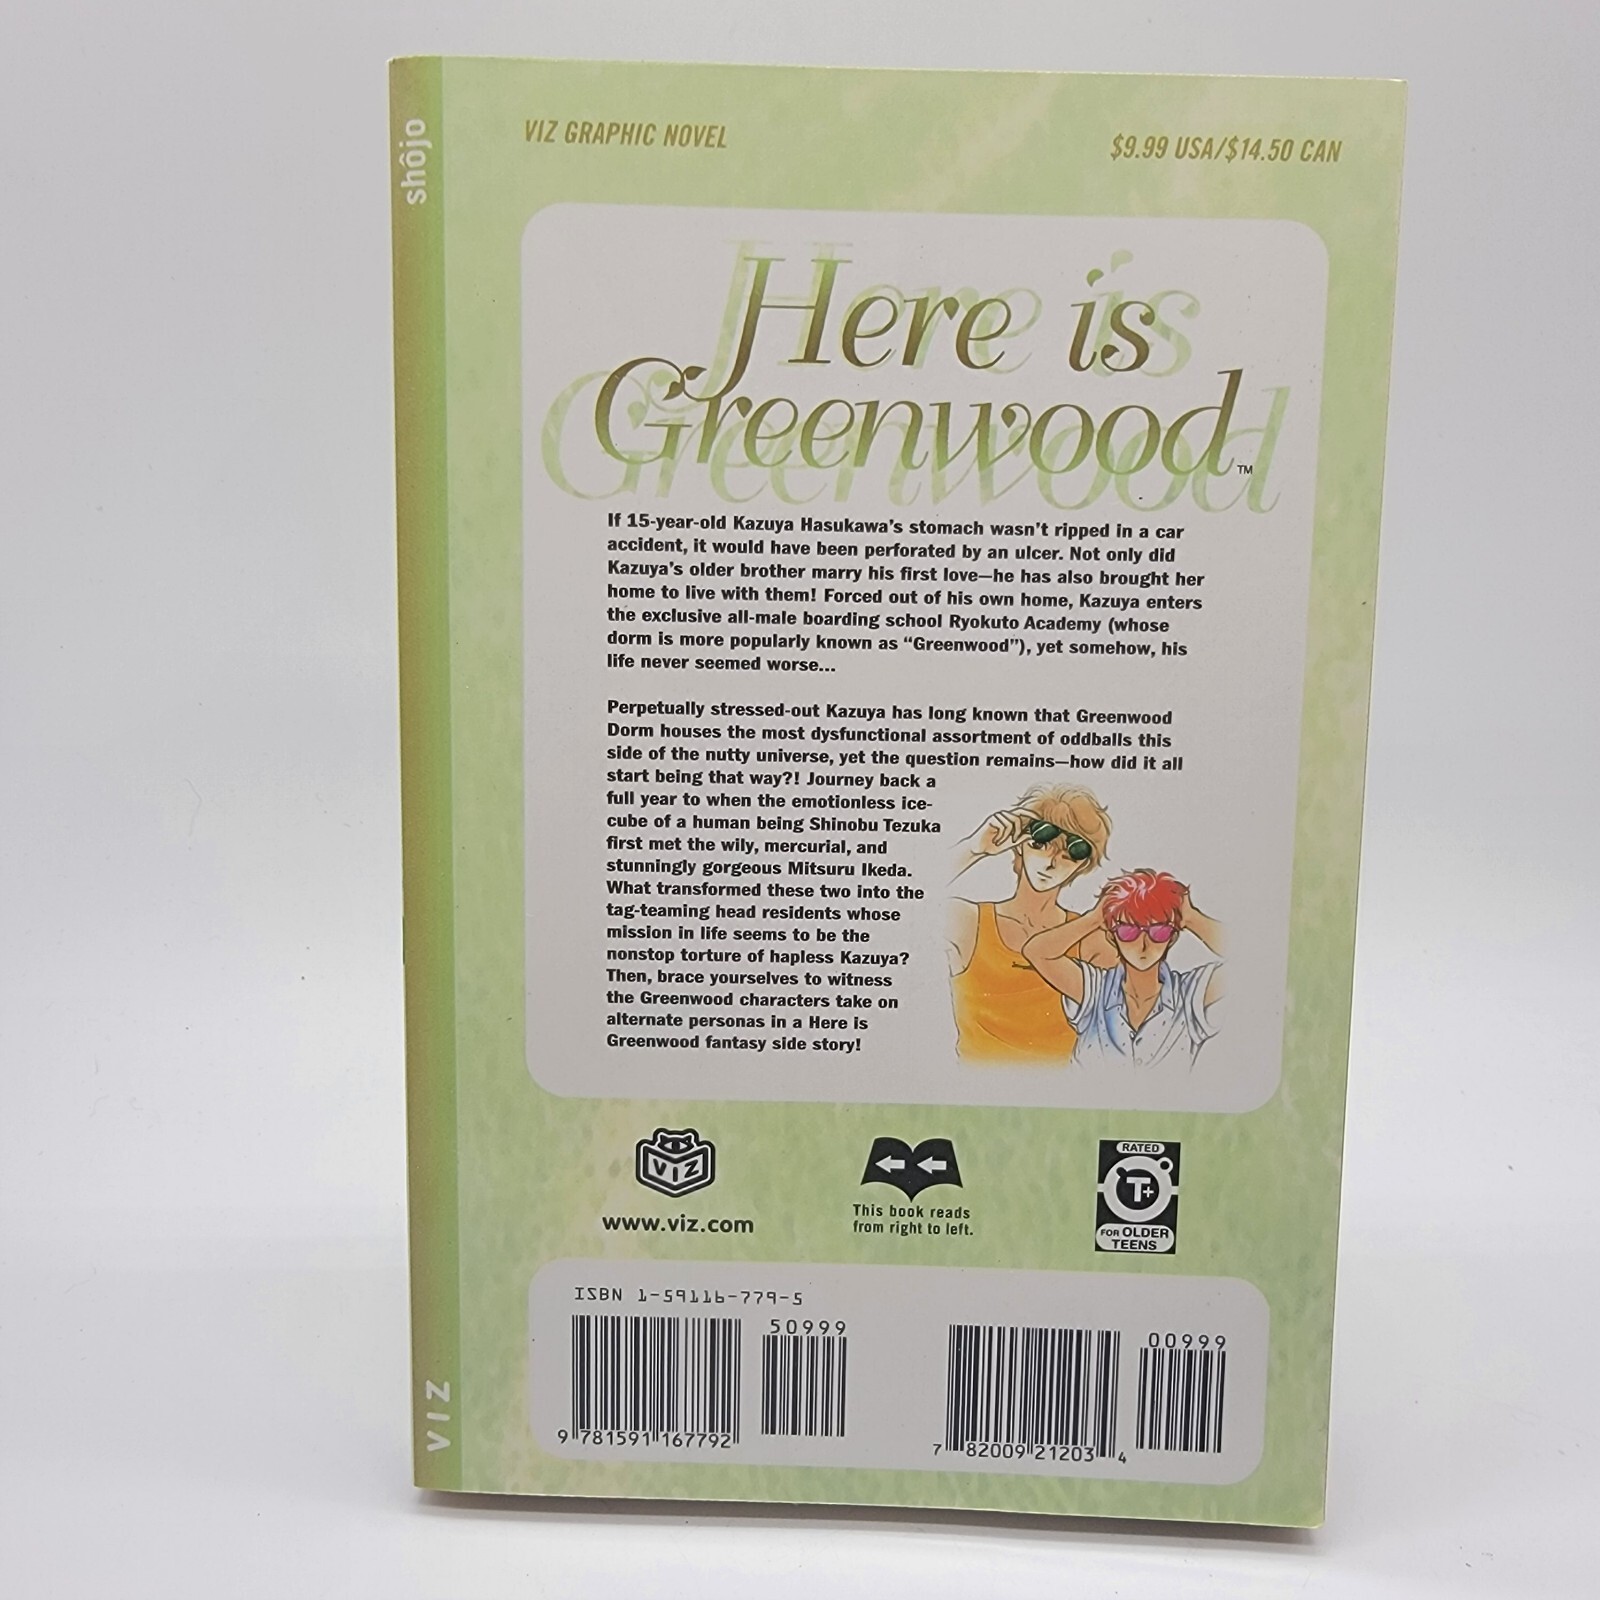 shôjo
VIZ GRAPHIC NOVEL
$9.99 USA/$14.50 CAN
Here is
Greenwood™
If 15-year-old Kazuya Hasukawa's stomach wasn't ripped in a car
accident, it would have been perforated by an ulcer. Not only did
Kazuya's older brother marry his first love—he has also brought her
home to live with them! Forced out of his own home, Kazuya enters
the exclusive all-male boarding school Ryokuto Academy (whose
dorm is more popularly known as "Greenwood"), yet somehow, his
life never seemed worse...
Perpetually stressed-out Kazuya has long known that Greenwood
Dorm houses the most dysfunctional assortment of oddballs this
side of the nutty universe, yet the question remains—how did it all
start being that way?! Journey back a
full year to when the emotionless ice-
cube of a human being Shinobu Tezuka
first met the wily, mercurial, and
stunningly gorgeous Mitsuru Ikeda.
What transformed these two into the
tag-teaming head residents whose
mission in life seems to be the
nonstop torture of hapless Kazuya?
Then, brace yourselves to witness
the Greenwood characters take on
alternate personas in a Here is
Greenwood fantasy side story!
VIZ
www.viz.com
This book reads
from right to left.
RATED
T+
FOR OLDER
TEENS
ISBN 1-59116-779-5
50999
9 781591 167792
00999
7 82009 21203 4
VIZ